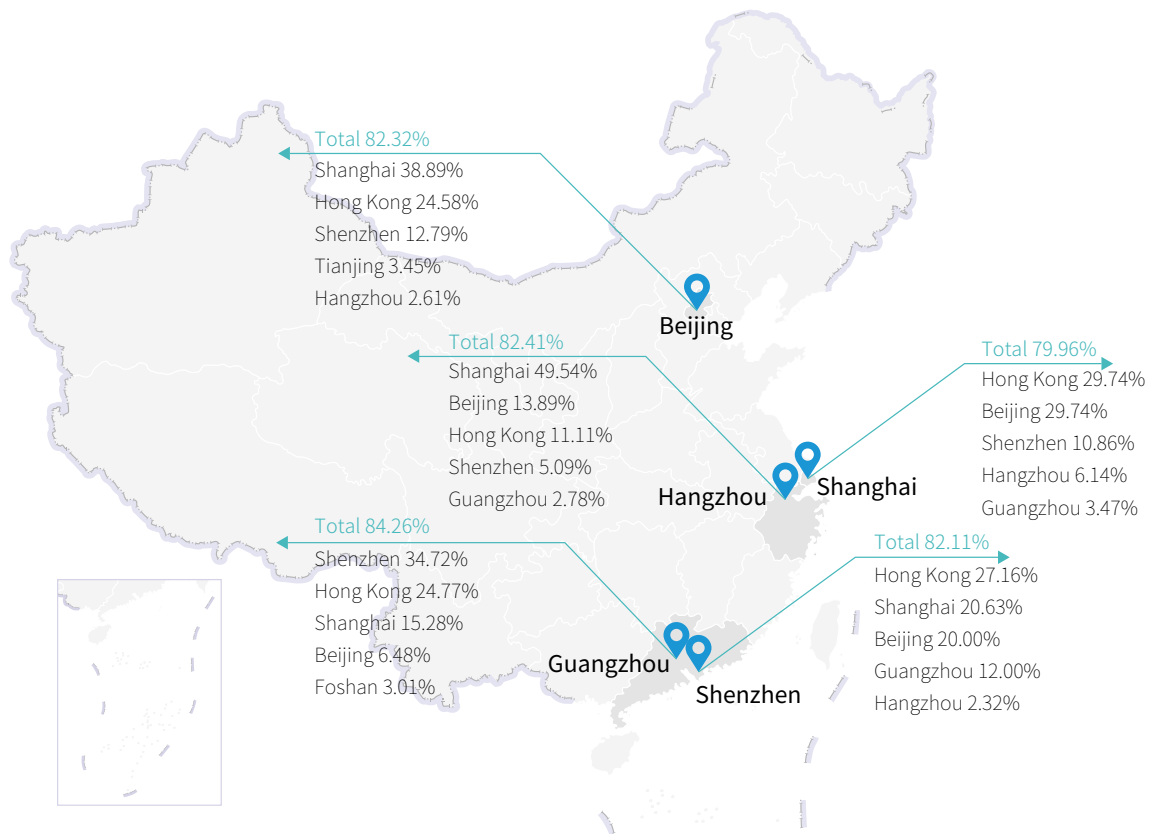 Total 82.32%
Shanghai 38.89%
Hong Kong 24.58%
Shenzhen 12.79%
Tianjing 3.45%
Hangzhou 2.61%
Beijing
Total 82.41%
Shanghai 49.54%
Beijing 13.89%
Hong Kong 11.11%
Shenzhen 5.09%
Guangzhou 2.78%
Hangzhou
Total 79.96%
Hong Kong 29.74%
Beijing 29.74%
Shenzhen 10.86%
Hangzhou 6.14%
Guangzhou 3.47%
Shanghai
Total 84.26%
Shenzhen 34.72%
Hong Kong 24.77%
Shanghai 15.28%
Beijing 6.48%
Foshan 3.01%
Guangzhou
Total 82.11%
Hong Kong 27.16%
Shanghai 20.63%
Beijing 20.00%
Guangzhou 12.00%
Hangzhou 2.32%
Shenzhen